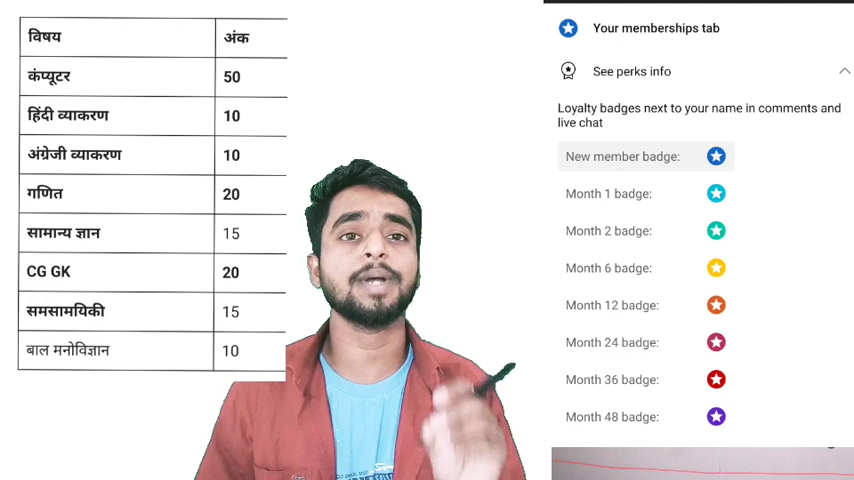 विषय अंक
कंप्यूटर 50
हिंदी व्याकरण 10
अंग्रेजी व्याकरण 10
गणित 20
सामान्य ज्ञान 15
CG GK 20
समसामयिकी 15
बाल मनोविज्ञान 10
Your memberships tab
See perks info
Loyalty badges next to your name in comments and
live chat
New member badge:
Month 1 badge:
Month 2 badge:
Month 6 badge:
Month 12 badge:
Month 24 badge:
Month 36 badge:
Month 48 badge: